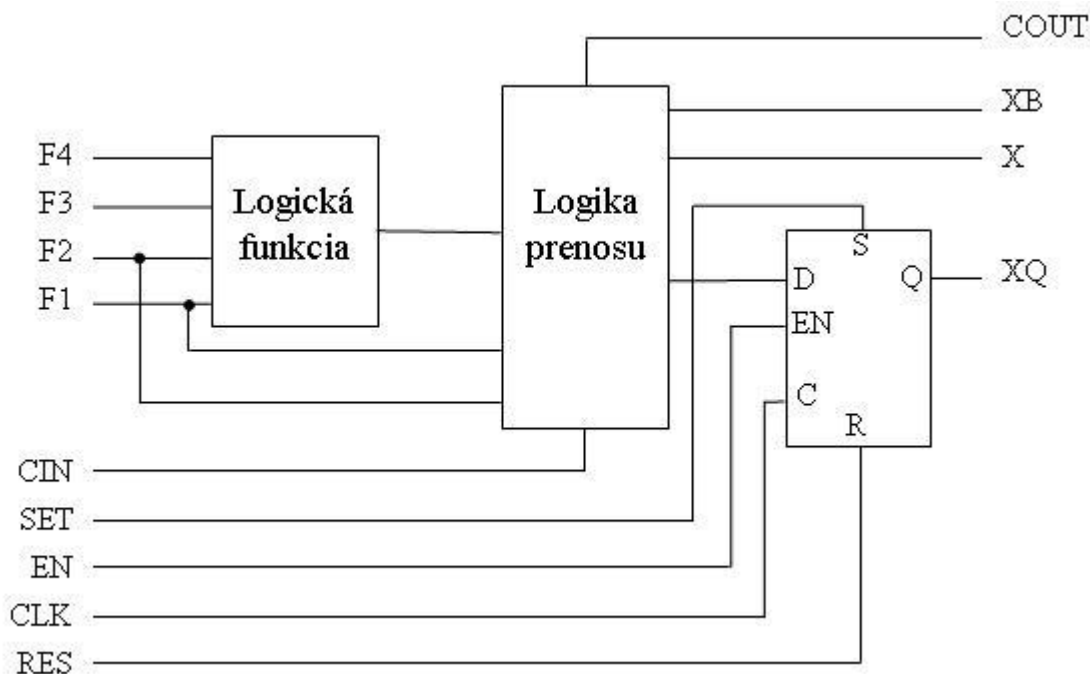 COUT
XB
X
F4
F3
F2
F1
Logická
funkcia
Logika
prenosu
S
D
Q
XQ
EN
C
R
CIN
SET
EN
CLK
RES